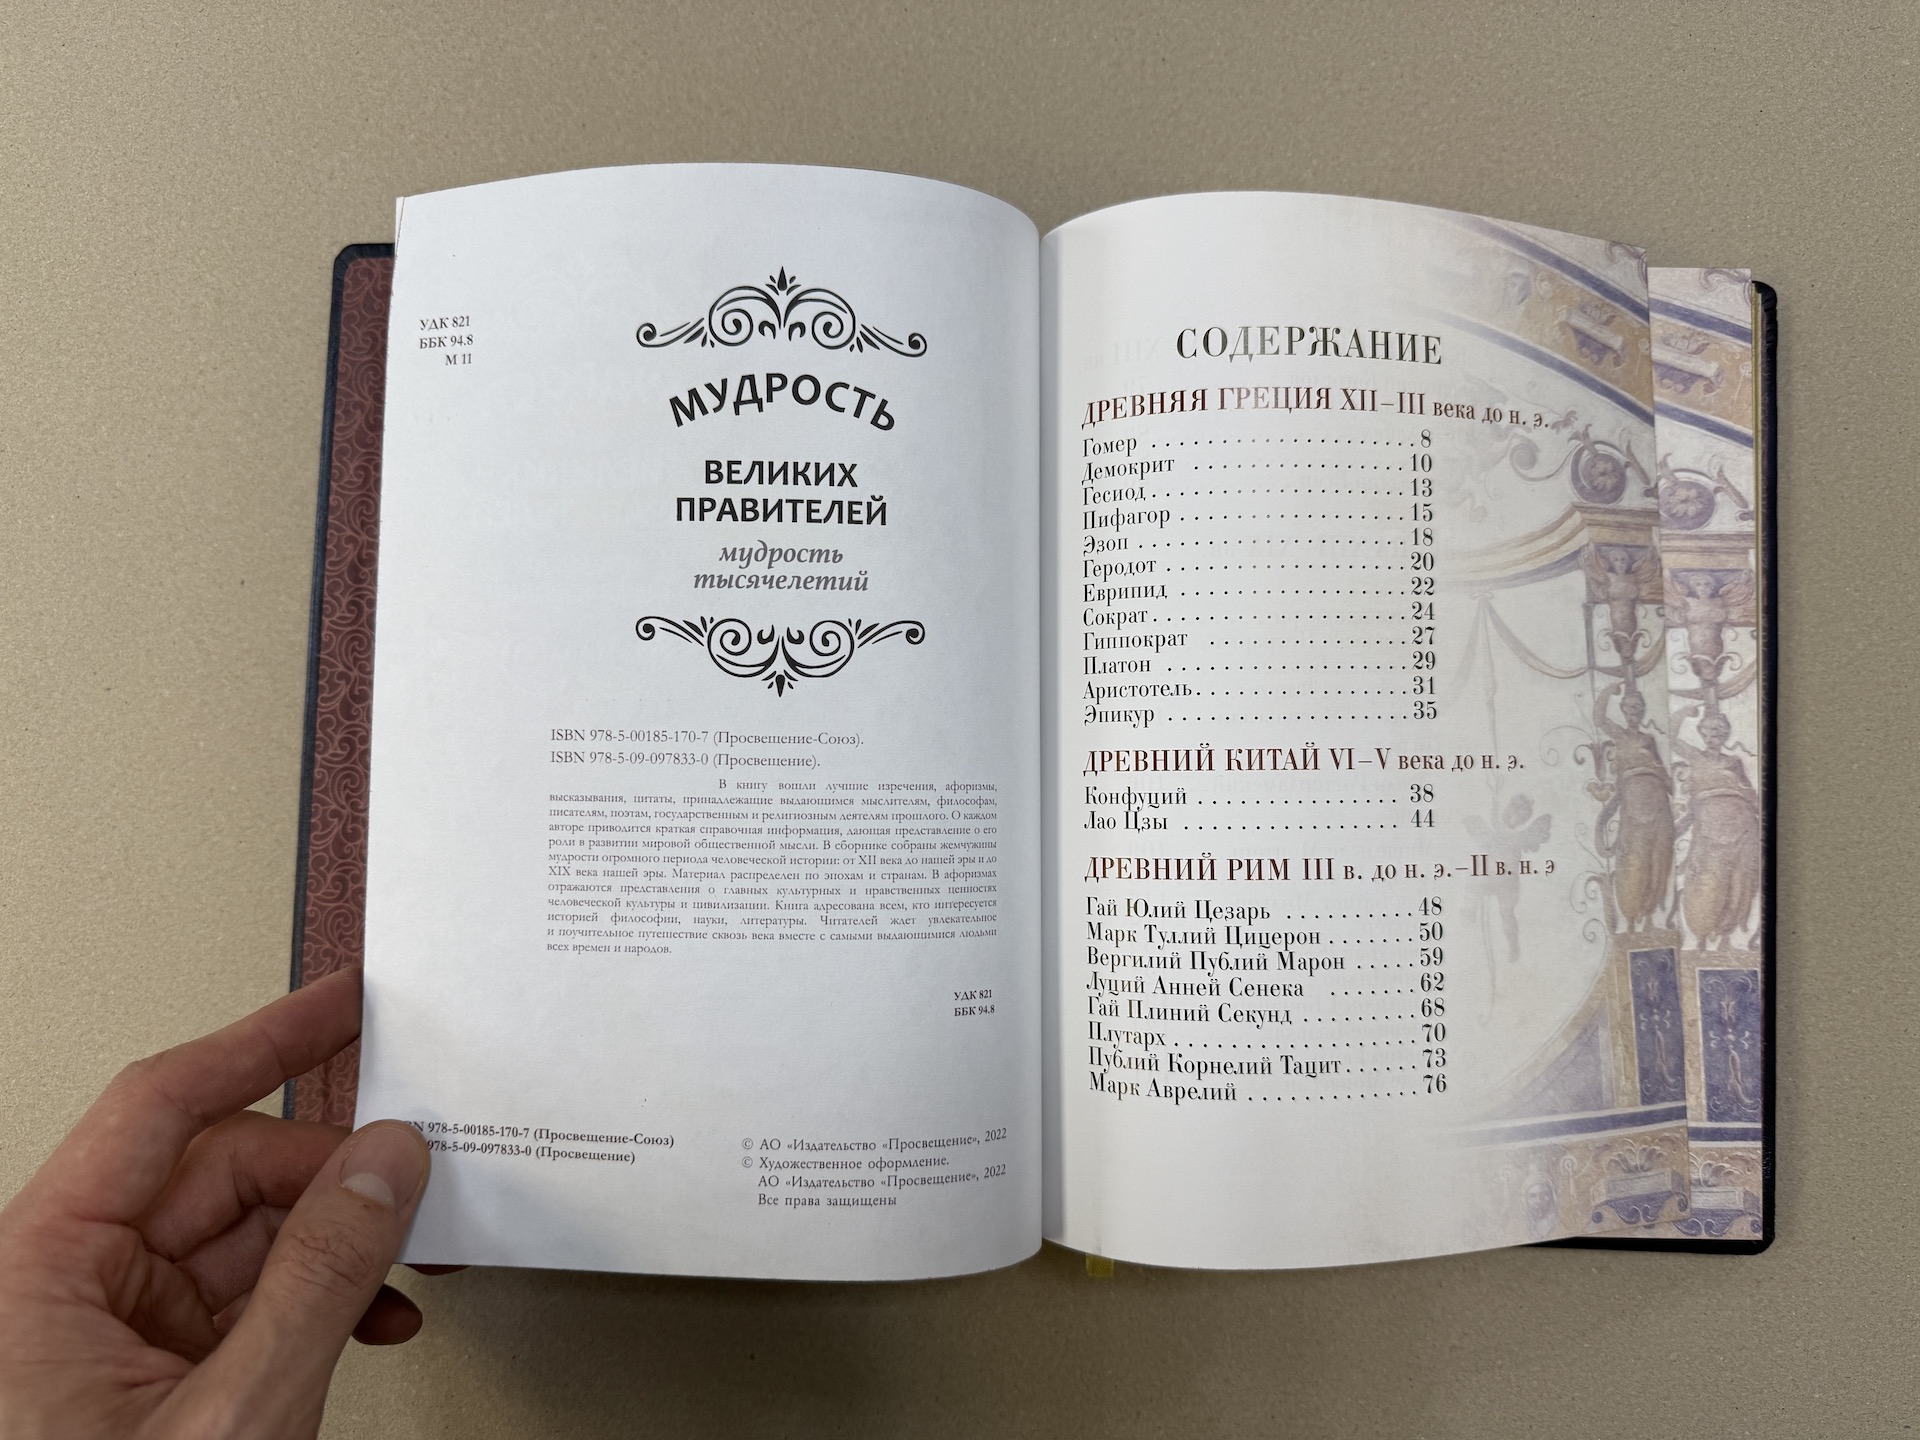 УДК 821
ББК 94.8
М 11
МУДРОСТЬ
ВЕЛИКИХ
ПРАВИТЕЛЕЙ
мудрость
тысячелетий
ISBN 978-5-00185-170-7 (Просвещение-Союз).
ISBN 978-5-09-097833-0 (Просвещение).
В книгу вошли лучшие изречения, афоризмы,
высказывания, цитаты, принадлежащие выдающимся мыслителям, философам,
писателям, поэтам, государственным и религиозным деятелям прошлого. О каждом
авторе приводится краткая справочная информация, дающая представление о его
роли в развитии мировой общественной мысли. В сборнике собраны жемчужины
мудрости огромного периода человеческой истории: от XII века до нашей эры и до
XIX века нашей эры. Материал распределен по эпохам и странам. В афоризмах
отражаются представления о главных культурных и нравственных ценностях
человеческой культуры и цивилизации. Книга адресована всем, кто интересуется
историей философии, науки, литературы. Читателей ждет увлекательное
и поучительное путешествие сквозь века вместе с самыми выдающимися людьми
всех времен и народов.
УДК 821
ББК 94.8
978-5-00185-170-7 (Просвещение-Союз)
978-5-09-097833-0 (Просвещение)
© АО «Издательство «Просвещение», 2022
© Художественное оформление.
АО «Издательство «Просвещение», 2022
Все права защищены
СОДЕРЖАНИЕ
ДРЕВНЯЯ ГРЕЦИЯ XII–III века до н. э.
Гомер . . . . . . . . . . . . . . . . . . . 8
Демокрит . . . . . . . . . . . . . . . . 10
Гесиод . . . . . . . . . . . . . . . . . . . 13
Пифагор . . . . . . . . . . . . . . . . . 15
Эзоп . . . . . . . . . . . . . . . . . . . . 18
Геродот . . . . . . . . . . . . . . . . . . 20
Еврипид . . . . . . . . . . . . . . . . . 22
Сократ . . . . . . . . . . . . . . . . . . . 24
Гиппократ . . . . . . . . . . . . . . . 27
Платон . . . . . . . . . . . . . . . . . . 29
Аристотель . . . . . . . . . . . . . . . . 31
Эпикур . . . . . . . . . . . . . . . . . . 35
ДРЕВНИЙ КИТАЙ VI–V века до н. э.
Конфуций . . . . . . . . . . . . . . . 38
Лао Цзы . . . . . . . . . . . . . . . . 44
ДРЕВНИЙ РИМ III в. до н. э.–II в. н. э
Гай Юлий Цезарь . . . . . . . . . . 48
Марк Туллий Цицерон . . . . . . . 50
Вергилий Публий Марон . . . . . 59
Луций Анней Сенека . . . . . . . 62
Гай Плиний Секунд . . . . . . . . . 68
Плутарх . . . . . . . . . . . . . . . . . . 70
Публий Корнелий Тацит . . . . . . 73
Марк Аврелий . . . . . . . . . . . . . 76